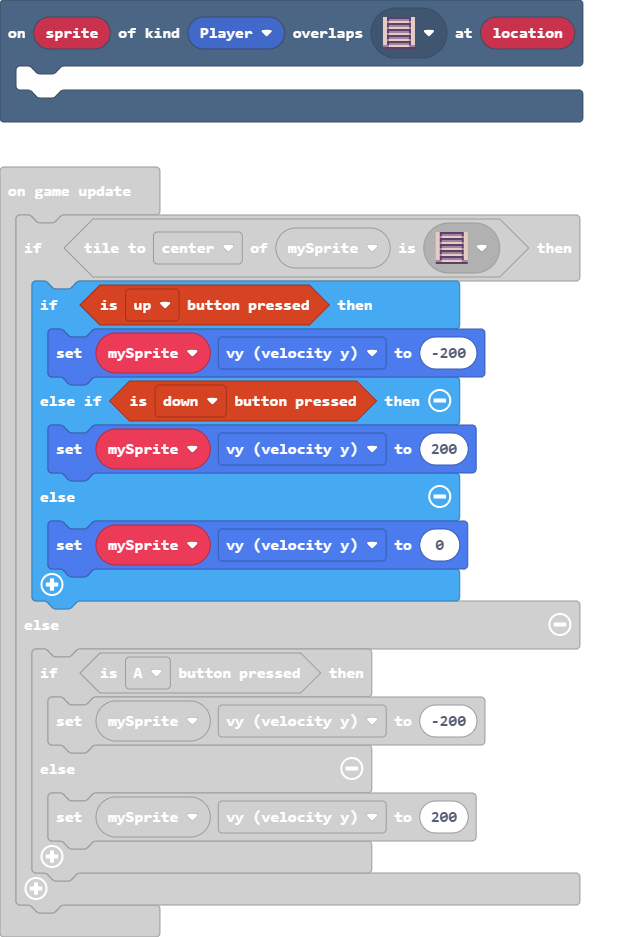 on sprite of kind Player overlaps at location
on game update
if tile to center of mySprite is then
if is up button pressed then
set mySprite vy (velocity y) to -200
else if is down button pressed then
set mySprite vy (velocity y) to 200
else
set mySprite vy (velocity y) to 0
else
if is A button pressed then
set mySprite vy (velocity y) to -200
else
set mySprite vy (velocity y) to 200